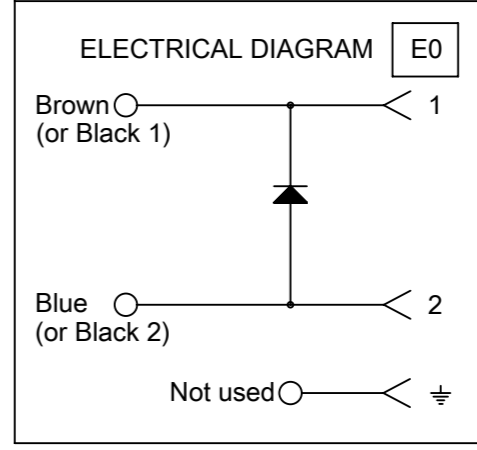 ELECTRICAL DIAGRAM E0
Brown 1
(or Black 1)
Blue 2
(or Black 2)
Not used